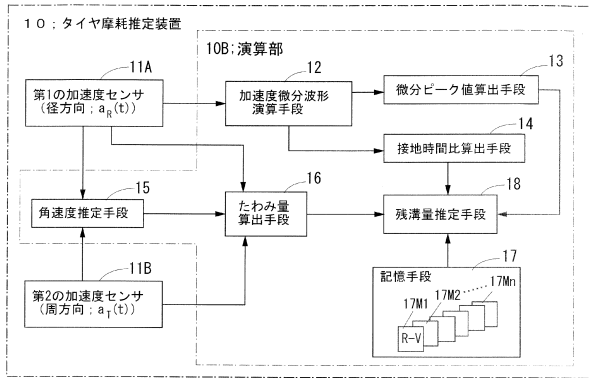 10;タイヤ摩耗推定装置
10B;演算部
11A
第1の加速度センサ
(径方向;aR(t))
12
加速度微分波形
演算手段
13
微分ピーク値算出手段
14
接地時間比算出手段
15
角速度推定手段
16
たわみ量
算出手段
18
残溝量推定手段
11B
第2の加速度センサ
(周方向;aT(t))
17
記憶手段
17M1
17M2
17Mn
R-V